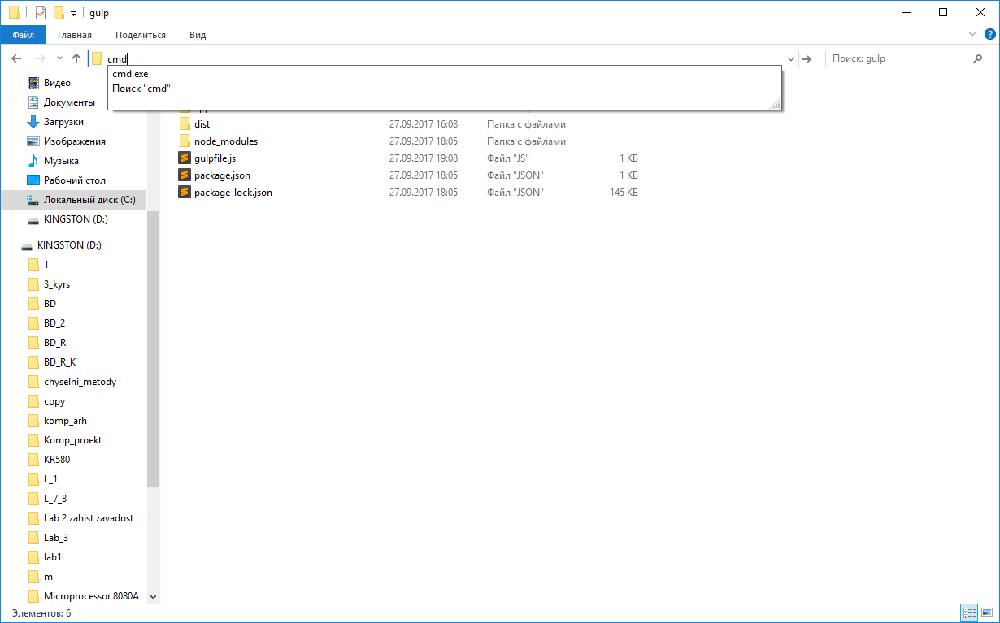 gulp
Файл Главная Поделиться Вид
cmd
Поиск: gulp
cmd.exe
Поиск "cmd"
Видео
Документы
Загрузки
Изображения
Музыка
Рабочий стол
Локальный диск (C:)
KINGSTON (D:)
KINGSTON (D:)
1
3_kyrs
BD
BD_2
BD_R
BD_R_K
chyselni_metody
copy
komp_arh
Komp_proekt
KR580
L_1
L_7_8
Lab 2 zahist zavadost
Lab_3
lab1
m
Microprocessor 8080A
dist 27.09.2017 16:08 Папка с файлами
node_modules 27.09.2017 18:05 Папка с файлами
gulpfile.js 27.09.2017 19:08 Файл "JS" 1 КБ
package.json 27.09.2017 18:05 Файл "JSON" 1 КБ
package-lock.json 27.09.2017 18:05 Файл "JSON" 145 КБ
Элементов: 6